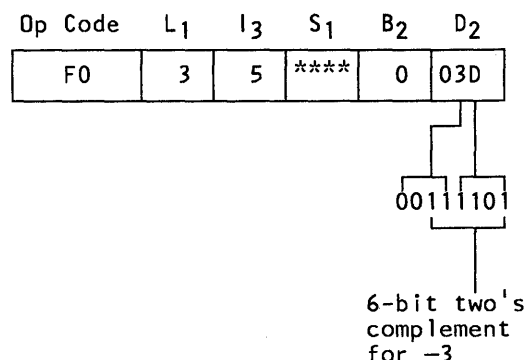 Op Code L1 I3 S1 B2 D2
F0 3 5 **** 0 03D
00111101
6-bit two's
complement
for −3